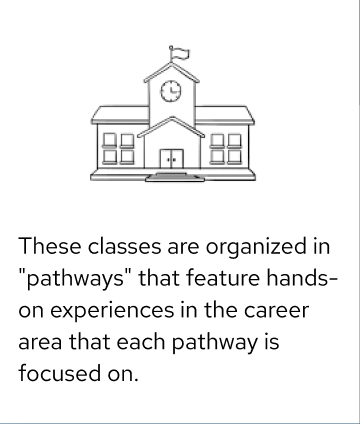 These classes are organized in
"pathways" that feature hands-
on experiences in the career
area that each pathway is
focused on.